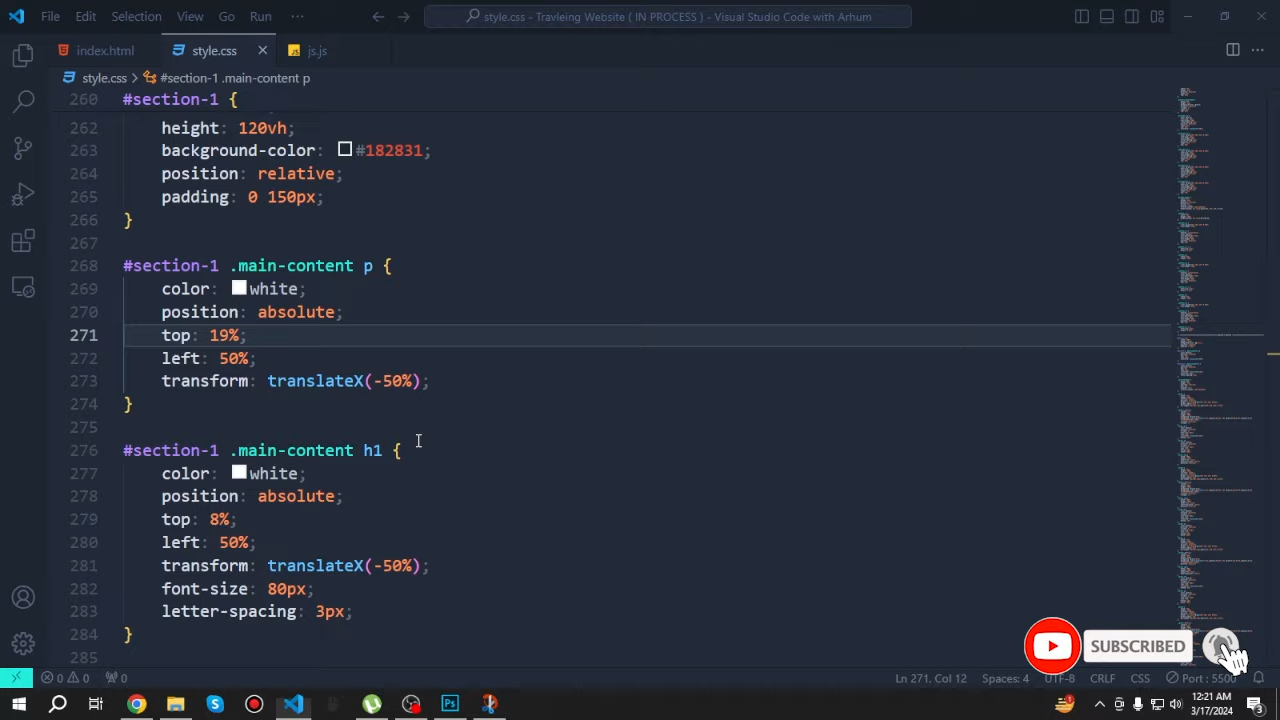 File Edit Selection View Go Run ··· style.css - Travleing Website ( IN PROCESS ) - Visual Studio Code with Arhum
index.html style.css JS js.js
style.css > #section-1 .main-content p
260 #section-1 {
262 height: 120vh;
263 background-color: #182831;
264 position: relative;
265 padding: 0 150px;
266 }
267
268 #section-1 .main-content p {
269 color: white;
270 position: absolute;
271 top: 19%;
272 left: 50%;
273 transform: translateX(-50%);
274 }
275
276 #section-1 .main-content h1 {
277 color: white;
278 position: absolute;
279 top: 8%;
280 left: 50%;
281 transform: translateX(-50%);
282 font-size: 80px;
283 letter-spacing: 3px;
284 }
285
SUBSCRIBED
0 0 0 Ln 271, Col 12 Spaces: 4 UTF-8 CRLF CSS Port : 5500
Ps 12:21 AM
3/17/2024